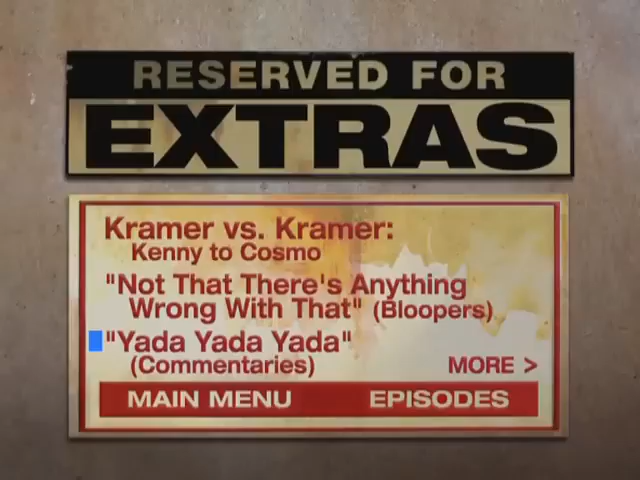 RESERVED FOR
EXTRAS
Kramer vs. Kramer:
Kenny to Cosmo
"Not That There's Anything
Wrong With That" (Bloopers)
"Yada Yada Yada"
(Commentaries)
MORE >
MAIN MENU
EPISODES